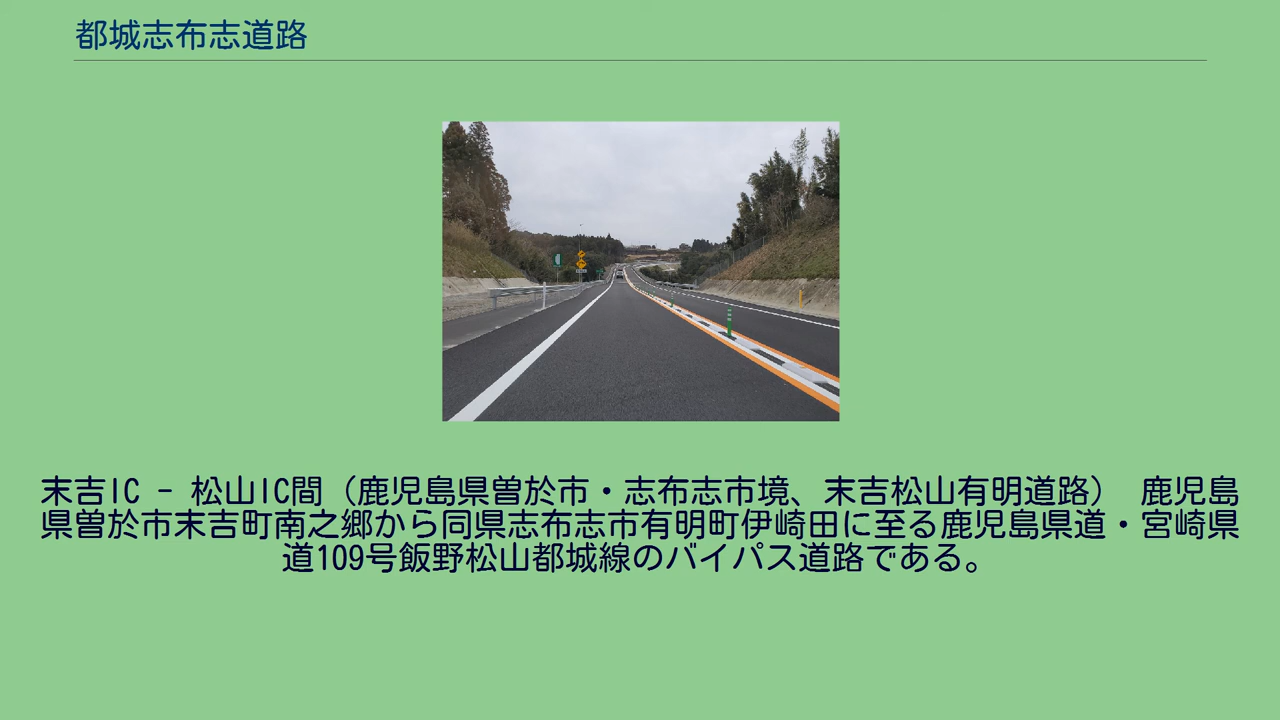 都城志布志道路
末吉IC - 松山IC間（鹿児島県曽於市・志布志市境、末吉松山有明道路） 鹿児島
県曽於市末吉町南之郷から同県志布志市有明町伊崎田に至る鹿児島県道・宮崎県
道109号飯野松山都城線のバイパス道路である。